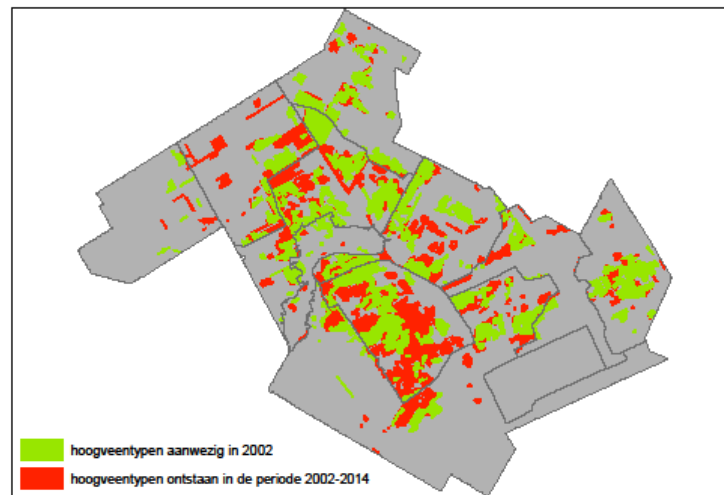 hoogveentypen aanwezig in 2002
hoogveentypen ontstaan in de periode 2002-2014